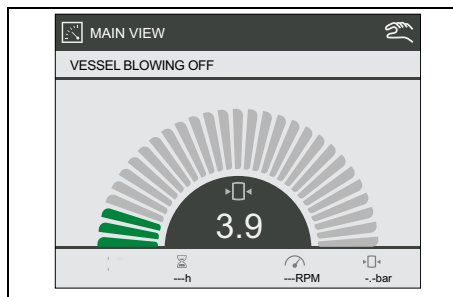 MAIN VIEW
VESSEL BLOWING OFF
3.9
---h ---RPM -.-bar